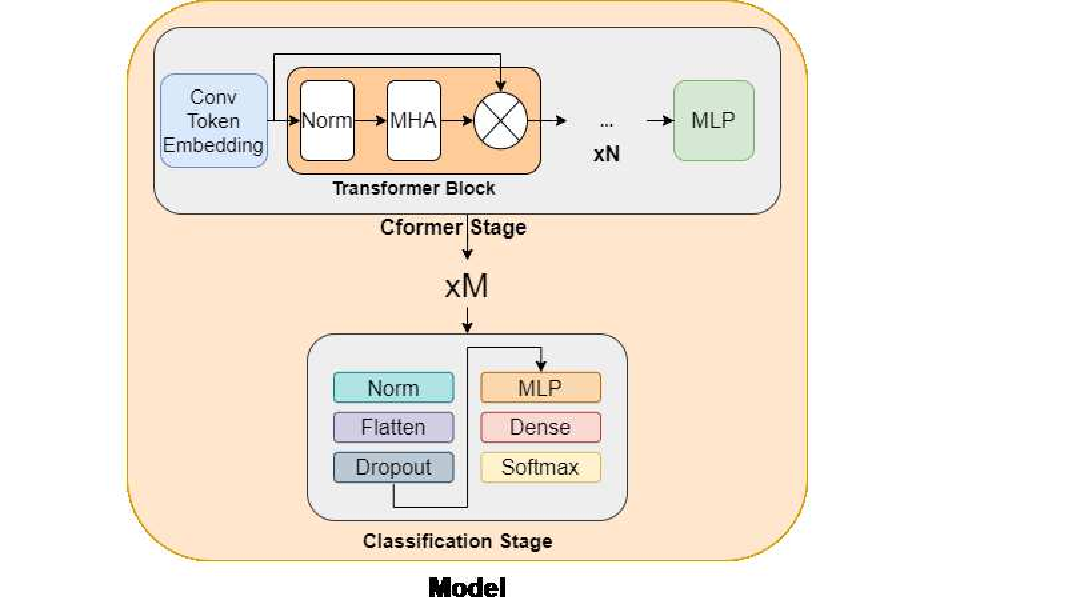 Conv
Token
Embedding
Norm
MHA
...
xN
MLP
Transformer Block
Cformer Stage
xM
Norm
Flatten
Dropout
MLP
Dense
Softmax
Classification Stage
Model